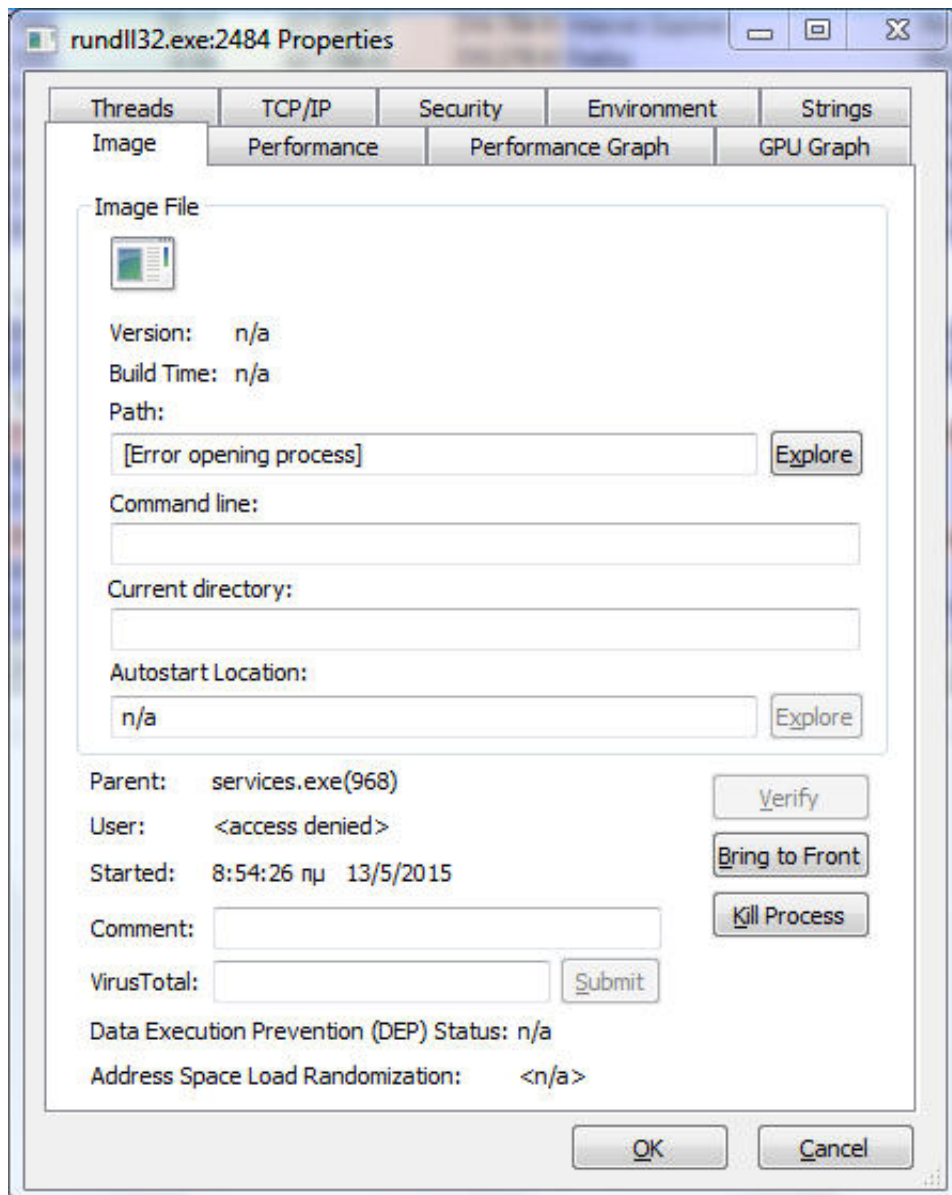 rundll32.exe:2484 Properties
Threads TCP/IP Security Environment Strings
Image Performance Performance Graph GPU Graph
Image File
Version: n/a
Build Time: n/a
Path:
[Error opening process] Explore
Command line:
Current directory:
Autostart Location:
n/a Explore
Parent: services.exe(968)
Verify
User: <access denied>
Bring to Front
Started: 8:54:26 πμ 13/5/2015
Kill Process
Comment:
VirusTotal: Submit
Data Execution Prevention (DEP) Status: n/a
Address Space Load Randomization: <n/a>
OK Cancel